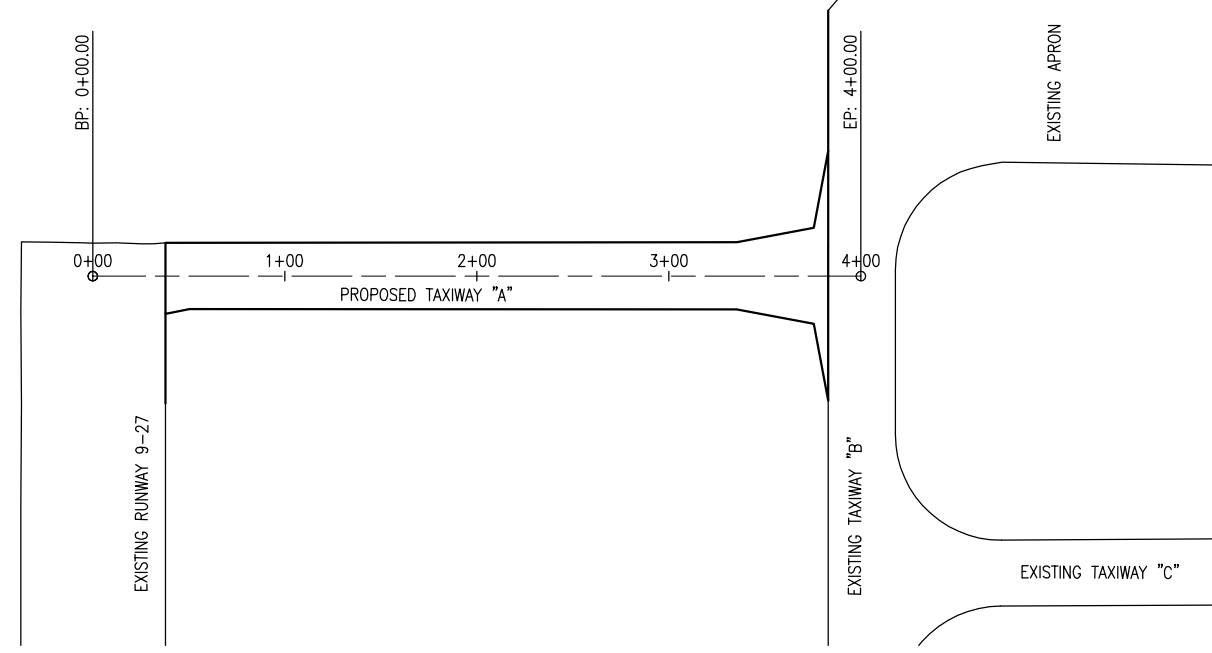 BP: 0+00.00
EP: 4+00.00
EXISTING APRON
0+00
1+00
2+00
3+00
4+00
PROPOSED TAXIWAY "A"
EXISTING RUNWAY 9-27
EXISTING TAXIWAY "B"
EXISTING TAXIWAY "C"